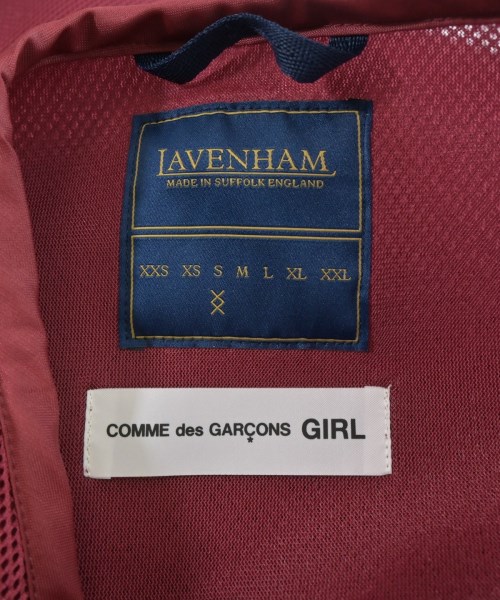 LAVENHAM
MADE IN SUFFOLK ENGLAND
XXS XS S M L XL XXL
COMME des GARÇONS GIRL
*